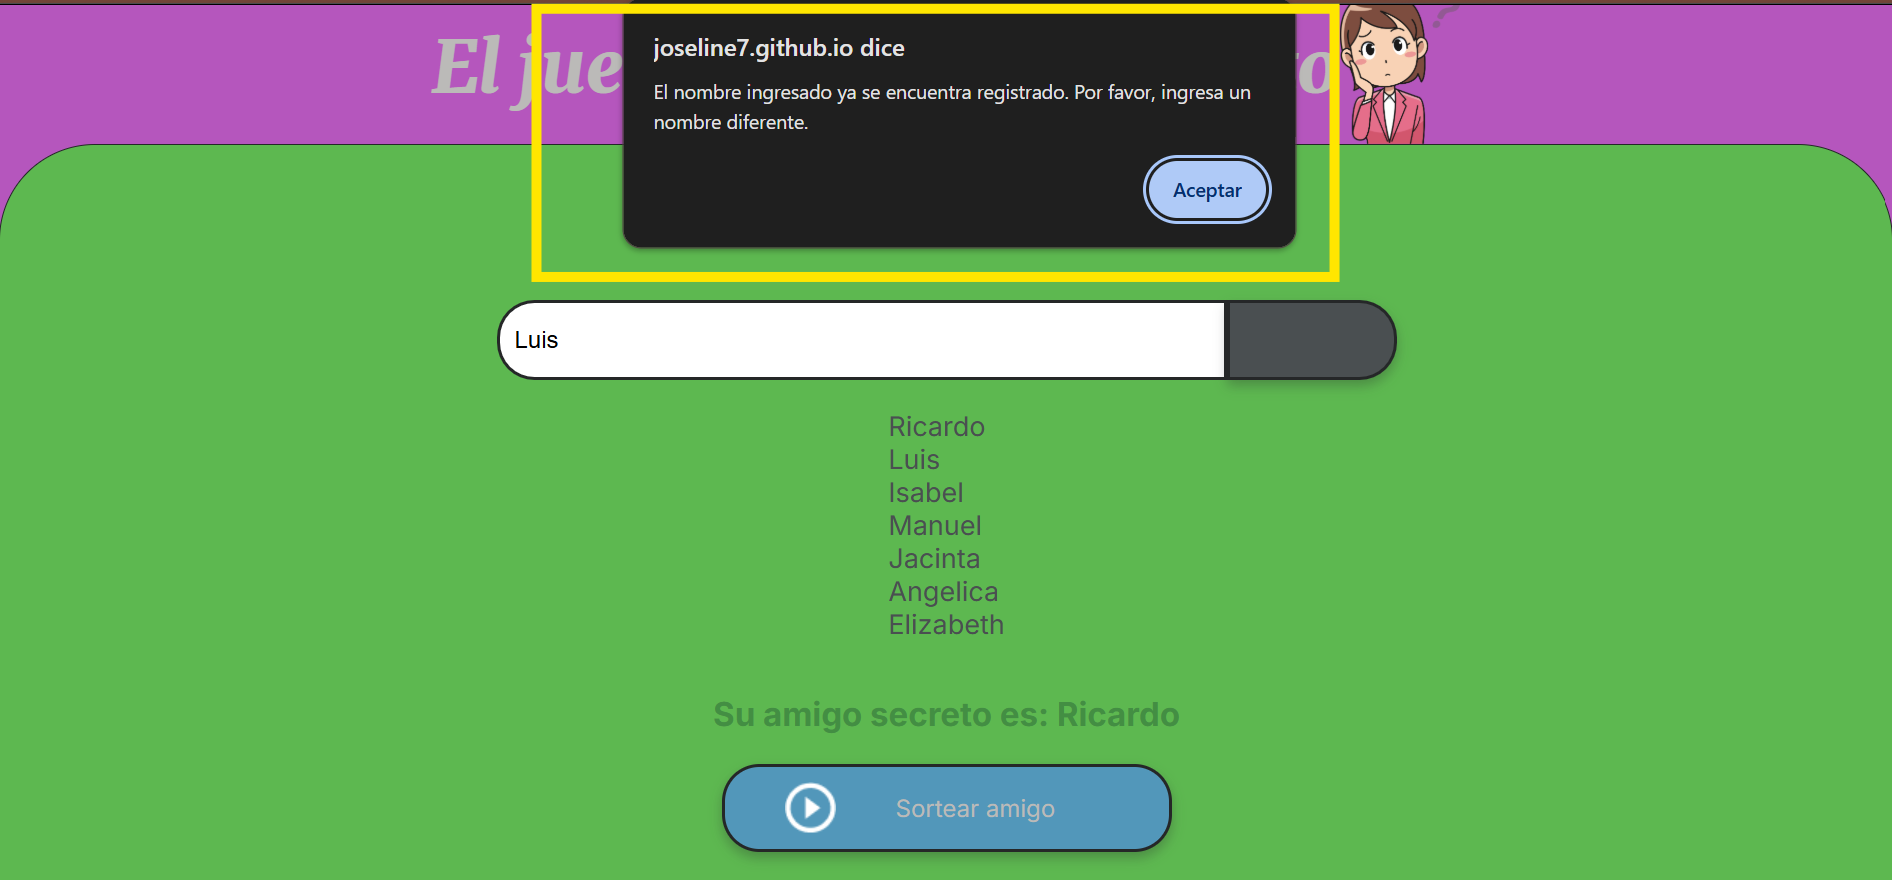 El jue
joseline7.github.io dice
El nombre ingresado ya se encuentra registrado. Por favor, ingresa un
nombre diferente.
Aceptar
Luis
Ricardo
Luis
Isabel
Manuel
Jacinta
Angelica
Elizabeth
Su amigo secreto es: Ricardo
Sortear amigo